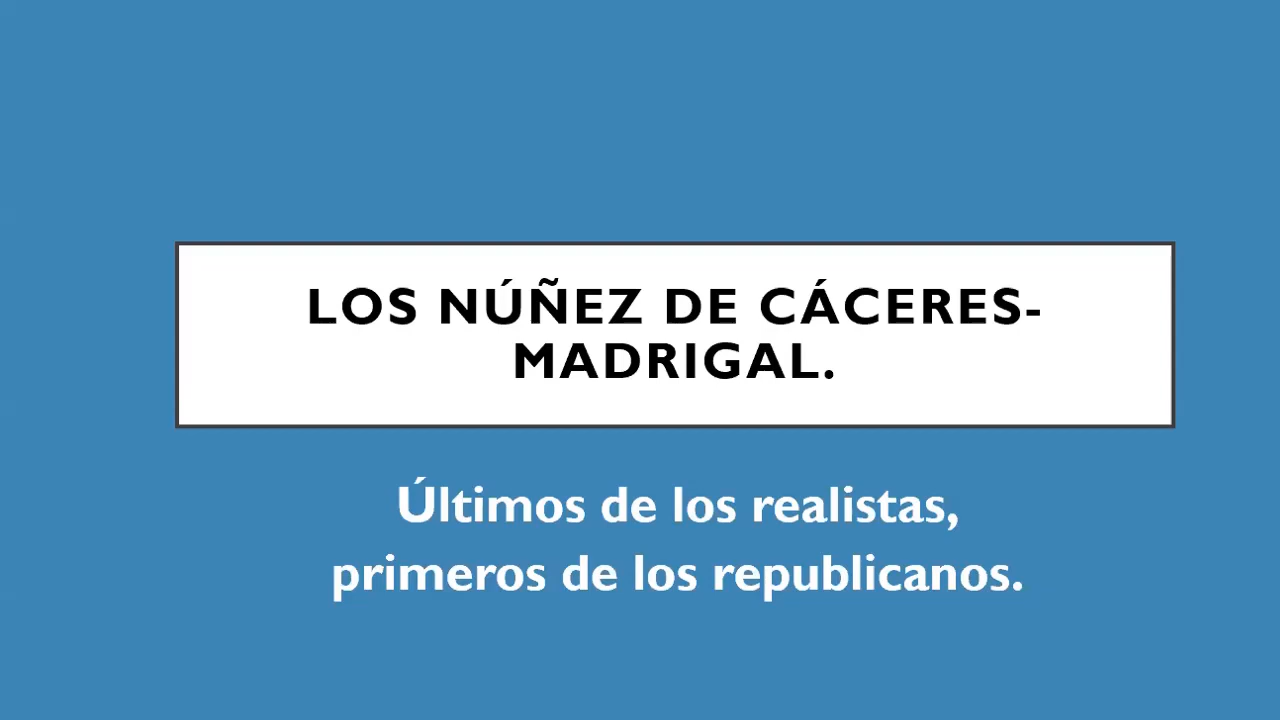 LOS NÚÑEZ DE CÁCERES-
MADRIGAL.
Últimos de los realistas,
primeros de los republicanos.